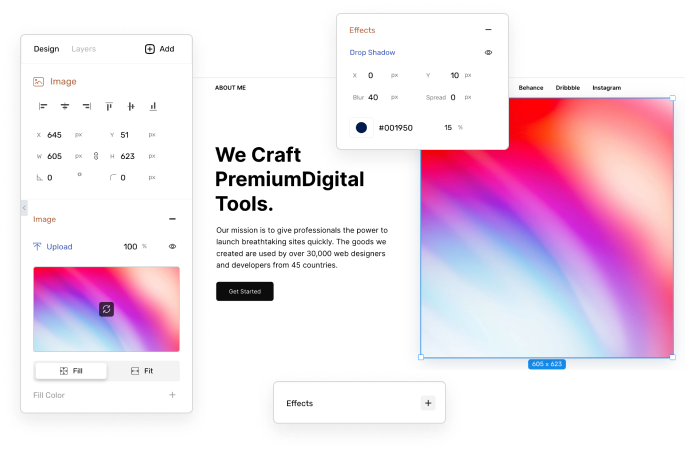 Design Layers Add
Image
X 645 px Y 51 px
W 605 px H 623 px
0 ° 0 px
Image
Upload 100 %
Fill Fit
Fill Color
ABOUT ME
Behance Dribbble Instagram
We Craft
PremiumDigital
Tools.
Our mission is to give professionals the power to
launch breathtaking sites quickly. The goods we
created are used by over 30,000 web designers
and developers from 45 countries.
Get Started
Effects
Drop Shadow
X 0 px Y 10 px
Blur 40 px Spread 0 px
#001950 15 %
605 x 623
Effects